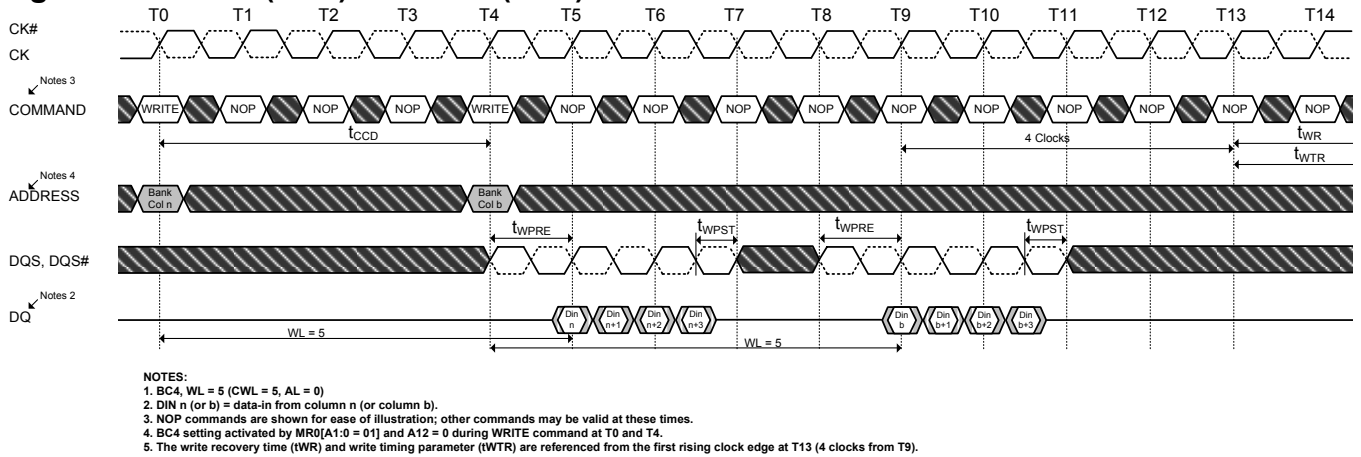 T0 T1 T2 T3 T4 T5 T6 T7 T8 T9 T10 T11 T12 T13 T14
CK#
CK
Notes 3
COMMAND
WRITE NOP NOP NOP WRITE NOP NOP NOP NOP NOP NOP NOP NOP NOP NOP
tCCD
4 Clocks
tWR
tWTR
Notes 4
ADDRESS
Bank Bank
Col n Col b
tWPRE tWPST tWPRE tWPST
DQS, DQS#
Notes 2
DQ
Din Din Din Din Din Din Din Din
n n+1 n+2 n+3 b b+1 b+2 b+3
WL = 5
WL = 5
NOTES:
1. BC4, WL = 5 (CWL = 5, AL = 0)
2. DIN n (or b) = data-in from column n (or column b).
3. NOP commands are shown for ease of illustration; other commands may be valid at these times.
4. BC4 setting activated by MR0[A1:0 = 01] and A12 = 0 during WRITE command at T0 and T4.
5. The write recovery time (tWR) and write timing parameter (tWTR) are referenced from the first rising clock edge at T13 (4 clocks from T9).